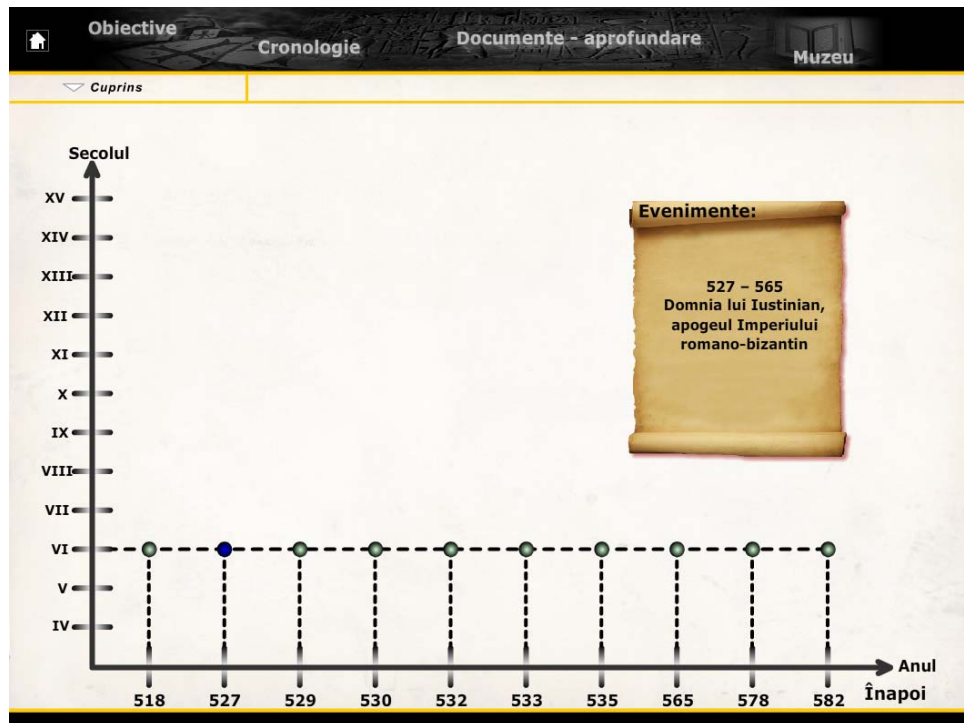 Obiective
Cronologie
Documente - aprofundare
Muzeu
Cuprins
Secolul
XV
XIV
XIII
XII
XI
X
IX
VIII
VII
VI
V
IV
Evenimente:
527 – 565
Domnia lui Iustinian,
apogeul Imperiului
romano-bizantin
Anul
518 527 529 530 532 533 535 565 578 582
Înapoi